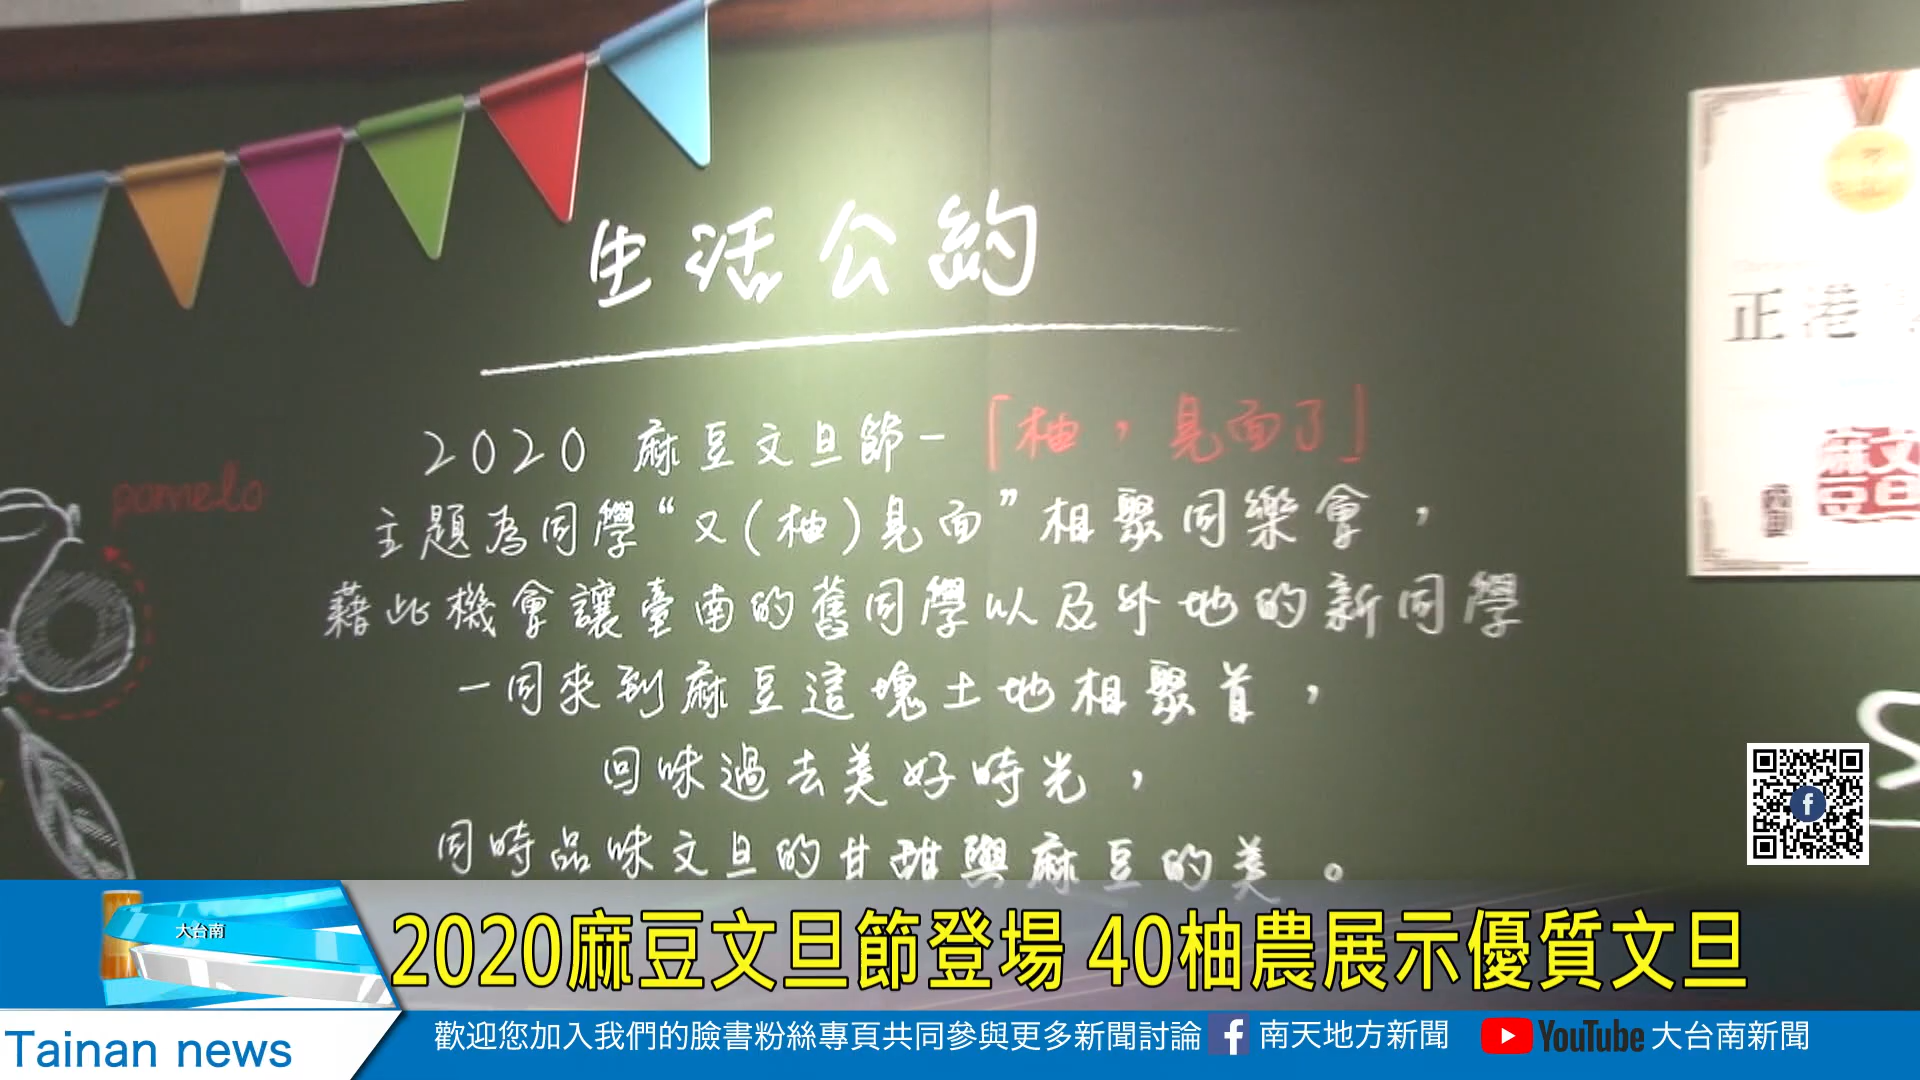 生活公約
2020 麻豆文旦節-「柚，見面了」
主題為同學“又(柚)見面”相聚同樂會，
藉此機會讓臺南的舊同學以及外地的新同學
一同來到麻豆這塊土地相聚首，
回味過去美好時光，
同時品味文旦的甘甜與麻豆的美。
pomelo
正港
麻文
豆旦
大台南
2020麻豆文旦節登場 40柚農展示優質文旦
Tainan news
歡迎您加入我們的臉書粉絲專頁共同參與更多新聞討論 f 南天地方新聞 YouTube 大台南新聞